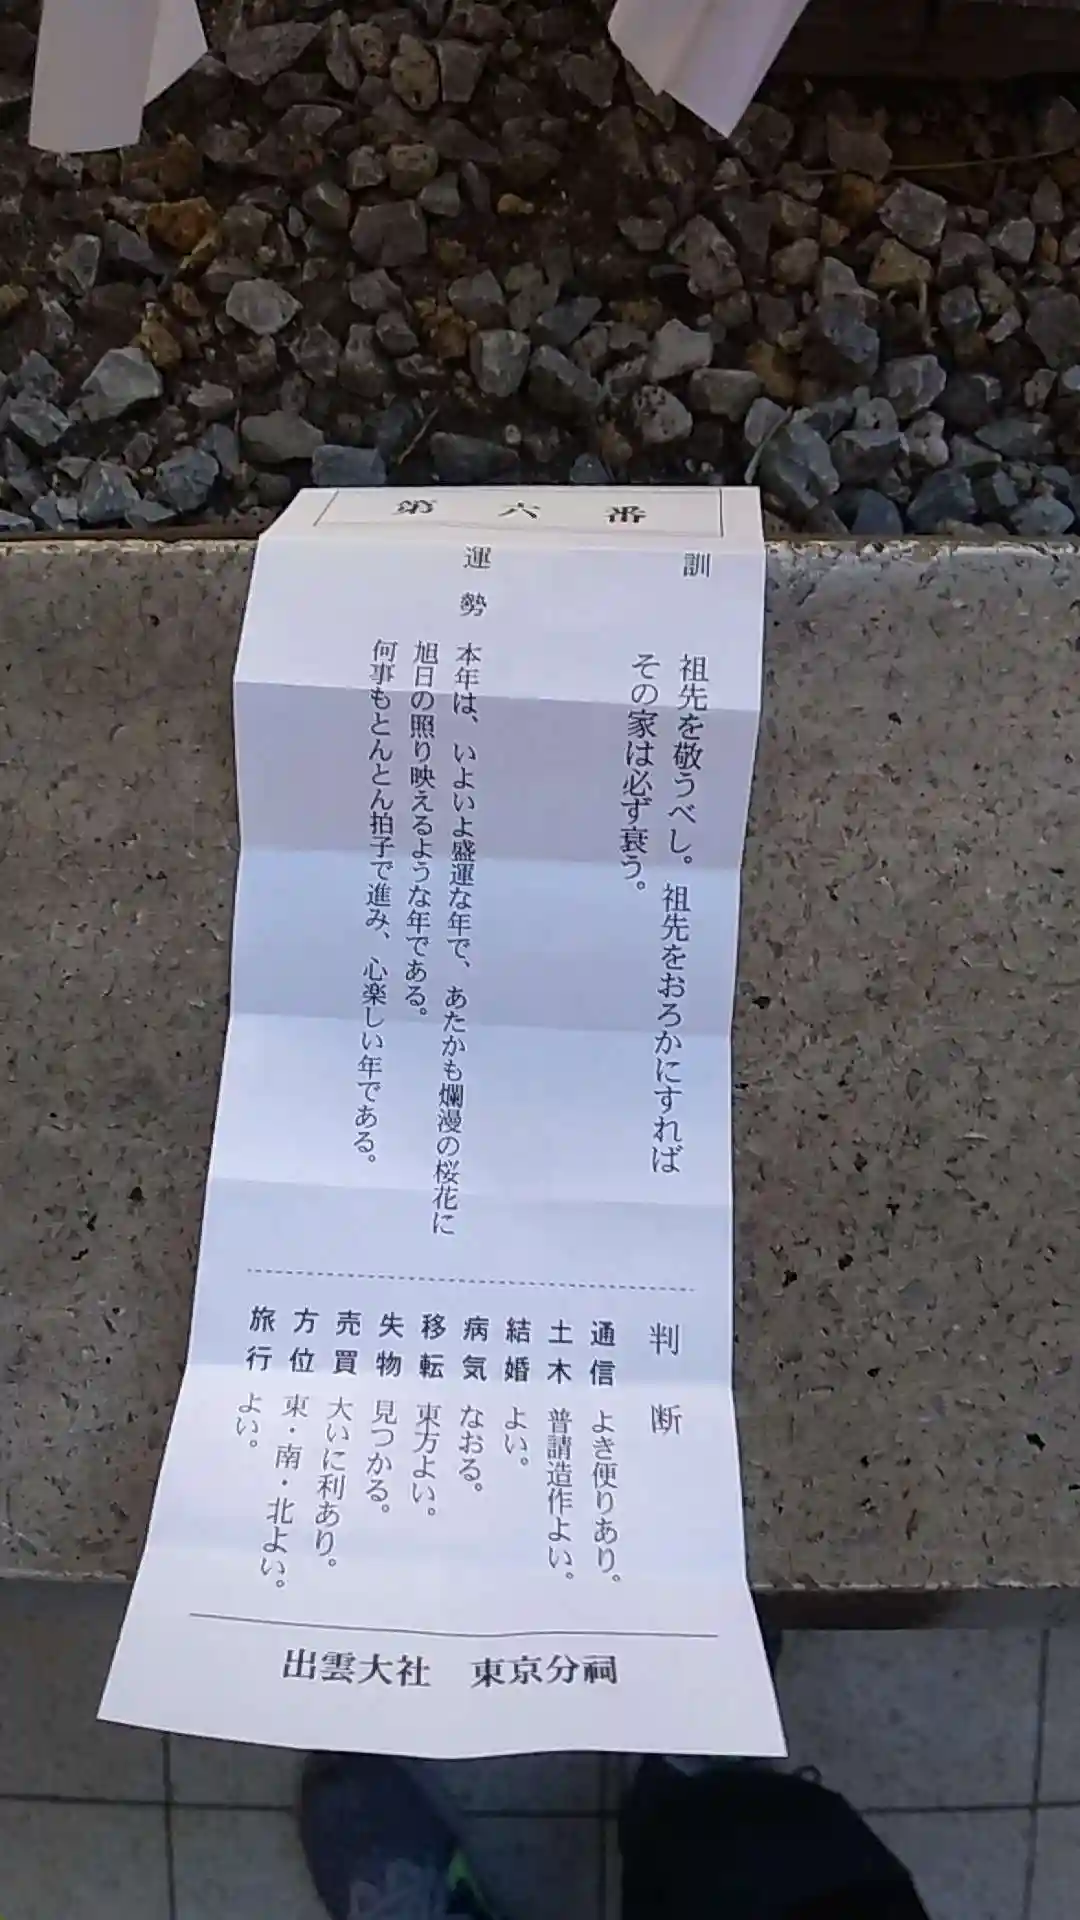 第六番
訓
祖先を敬うべし。祖先をおろかにすれば
その家は必ず衰う。
運勢
本年は、いよいよ盛運な年で、あたかも爛漫の桜花に
旭日の照り映えるような年である。
何事もとんとん拍子で進み、心楽しい年である。
判断
通信 よき便りあり。
土木 普請造作よい。
結婚 よい。
病気 なおる。
移転 東方よい。
失物 見つかる。
売買 大いに利あり。
方位 東・南・北よい。
旅行 よい。
出雲大社 東京分祠